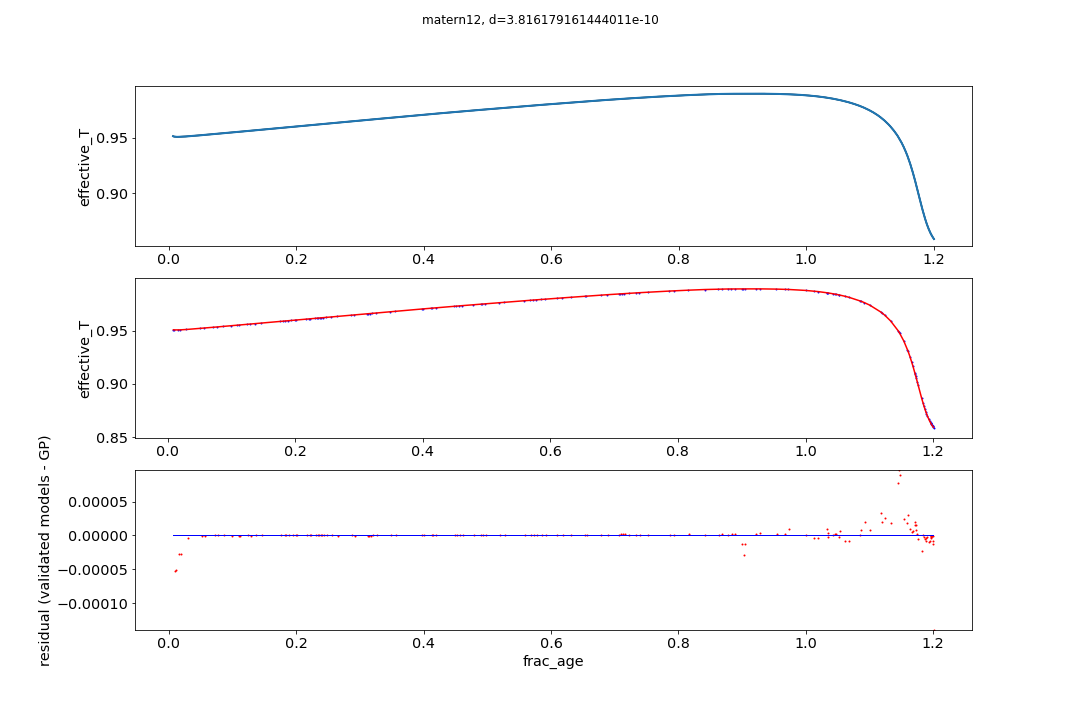 matern12, d=3.816179161444011e-10
effective_T
0.95
0.90
0.0 0.2 0.4 0.6 0.8 1.0 1.2
effective_T
0.95
0.90
0.85
0.0 0.2 0.4 0.6 0.8 1.0 1.2
residual (validated models - GP)
0.00005
0.00000
−0.00005
−0.00010
0.0 0.2 0.4 0.6 0.8 1.0 1.2
frac_age